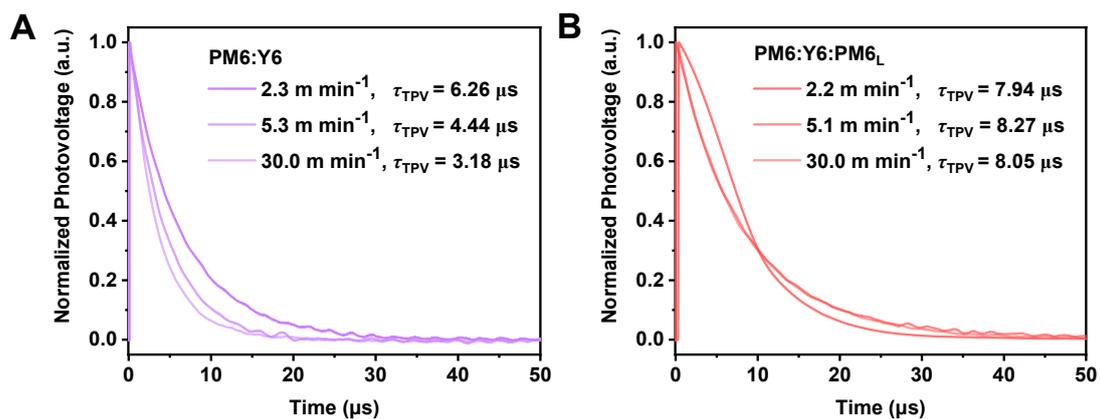 A
Normalized Photovoltage (a.u.)
1.0
0.8
0.6
0.4
0.2
0.0
PM6:Y6
2.3 m min⁻¹, τTPV = 6.26 μs
5.3 m min⁻¹, τTPV = 4.44 μs
30.0 m min⁻¹, τTPV = 3.18 μs
0 10 20 30 40 50
Time (μs)
B
Normalized Photovoltage (a.u.)
1.0
0.8
0.6
0.4
0.2
0.0
PM6:Y6:PM6L
2.2 m min⁻¹, τTPV = 7.94 μs
5.1 m min⁻¹, τTPV = 8.27 μs
30.0 m min⁻¹, τTPV = 8.05 μs
0 10 20 30 40 50
Time (μs)